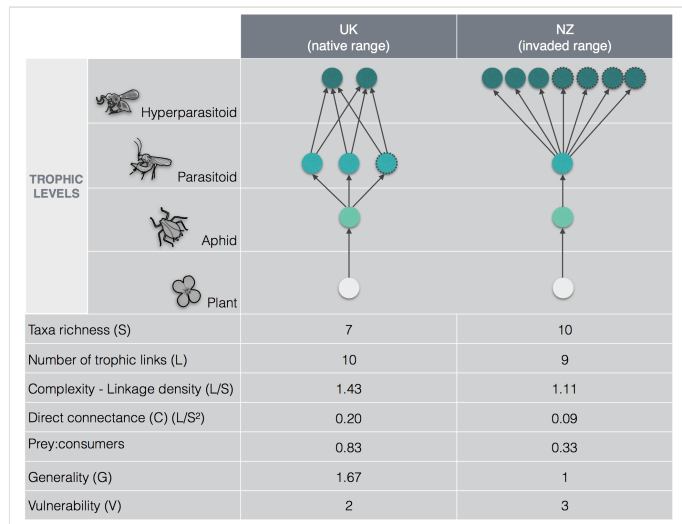 UK
(native range)
NZ
(invaded range)
TROPHIC
LEVELS
Hyperparasitoid
Parasitoid
Aphid
Plant
Taxa richness (S) 7 10
Number of trophic links (L) 10 9
Complexity - Linkage density (L/S) 1.43 1.11
Direct connectance (C) (L/S²) 0.20 0.09
Prey:consumers 0.83 0.33
Generality (G) 1.67 1
Vulnerability (V) 2 3